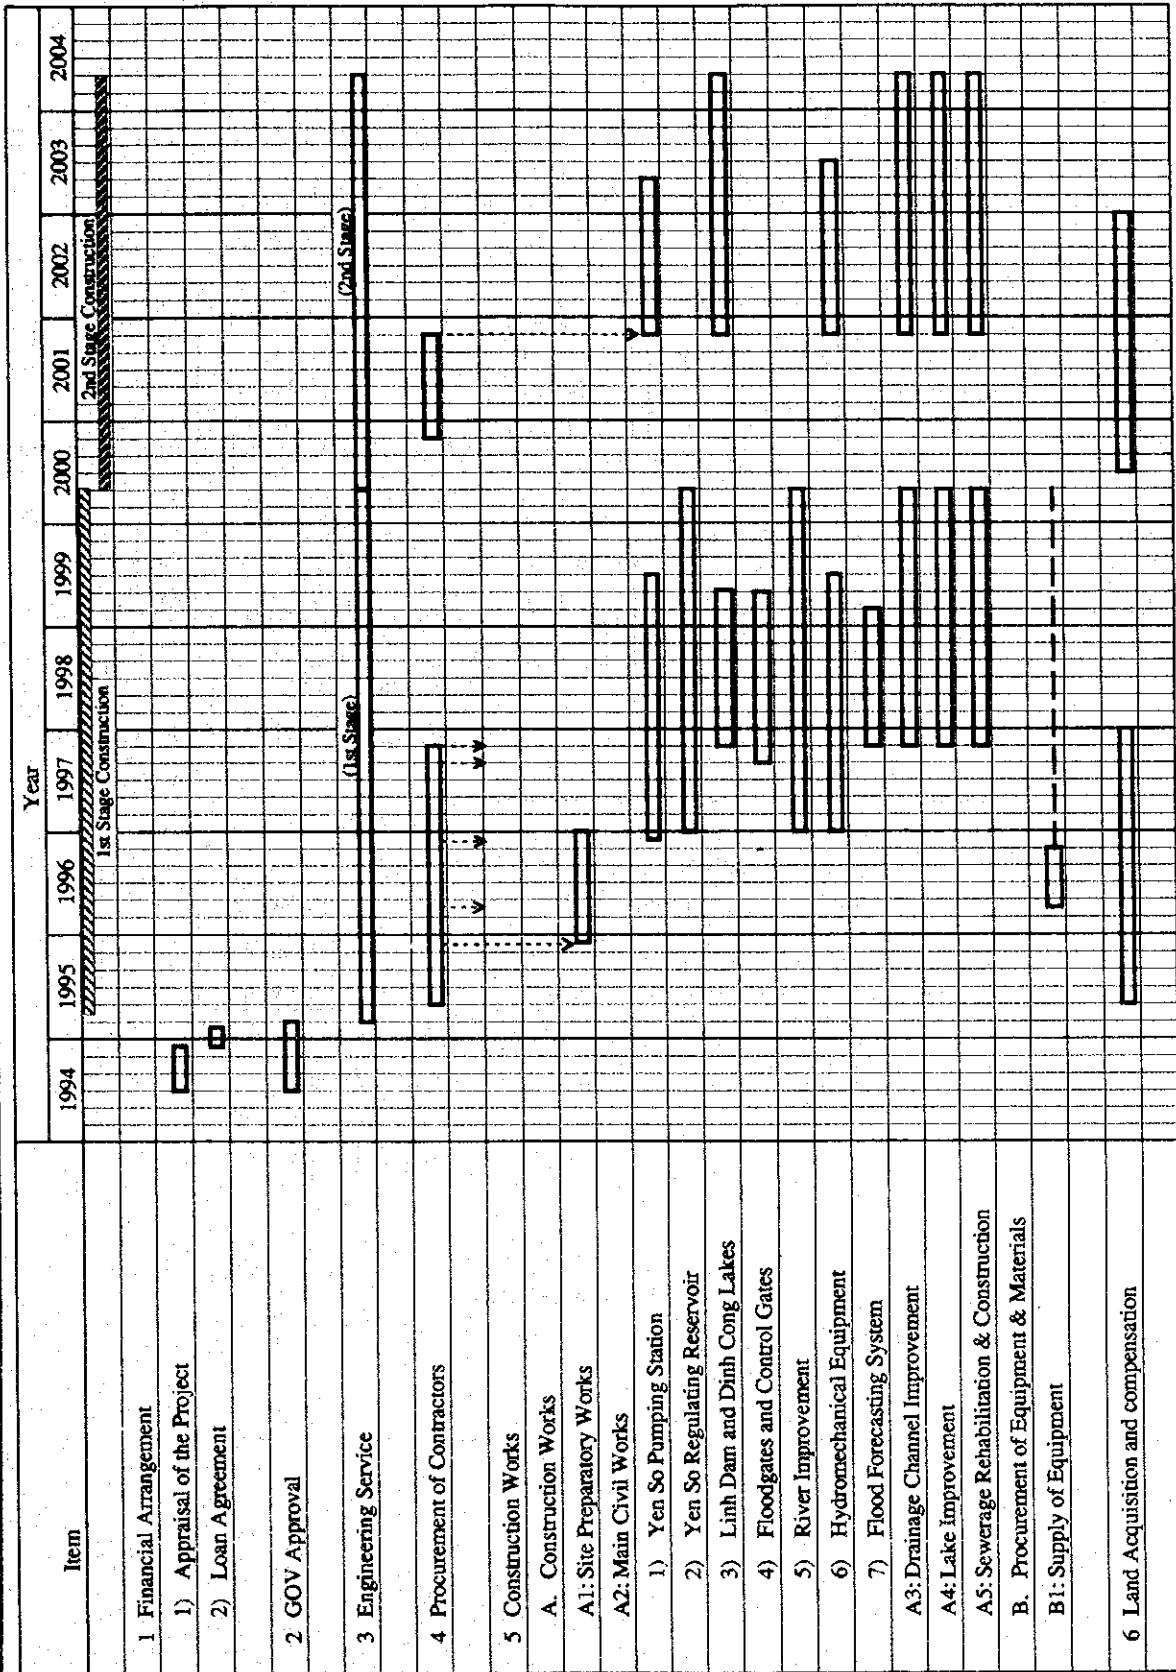 Item
Year
1994 1995 1996 1997 1998 1999 2000 2001 2002 2003 2004
1st Stage Construction
2nd Stage Construction
1 Financial Arrangement
1) Appraisal of the Project
2) Loan Agreement
2 GOV Approval
3 Engineering Service
(1st Stage)
(2nd Stage)
4 Procurement of Contractors
5 Construction Works
A. Construction Works
A1: Site Preparatory Works
A2: Main Civil Works
1) Yen So Pumping Station
2) Yen So Regulating Reservoir
3) Linh Dam and Dinh Cong Lakes
4) Floodgates and Control Gates
5) River Improvement
6) Hydromechanical Equipment
7) Flood Forecasting System
A3: Drainage Channel Improvement
A4: Lake Improvement
A5: Sewerage Rehabilitation & Construction
B. Procurement of Equipment & Materials
B1: Supply of Equipment
6 Land Acquisition and compensation